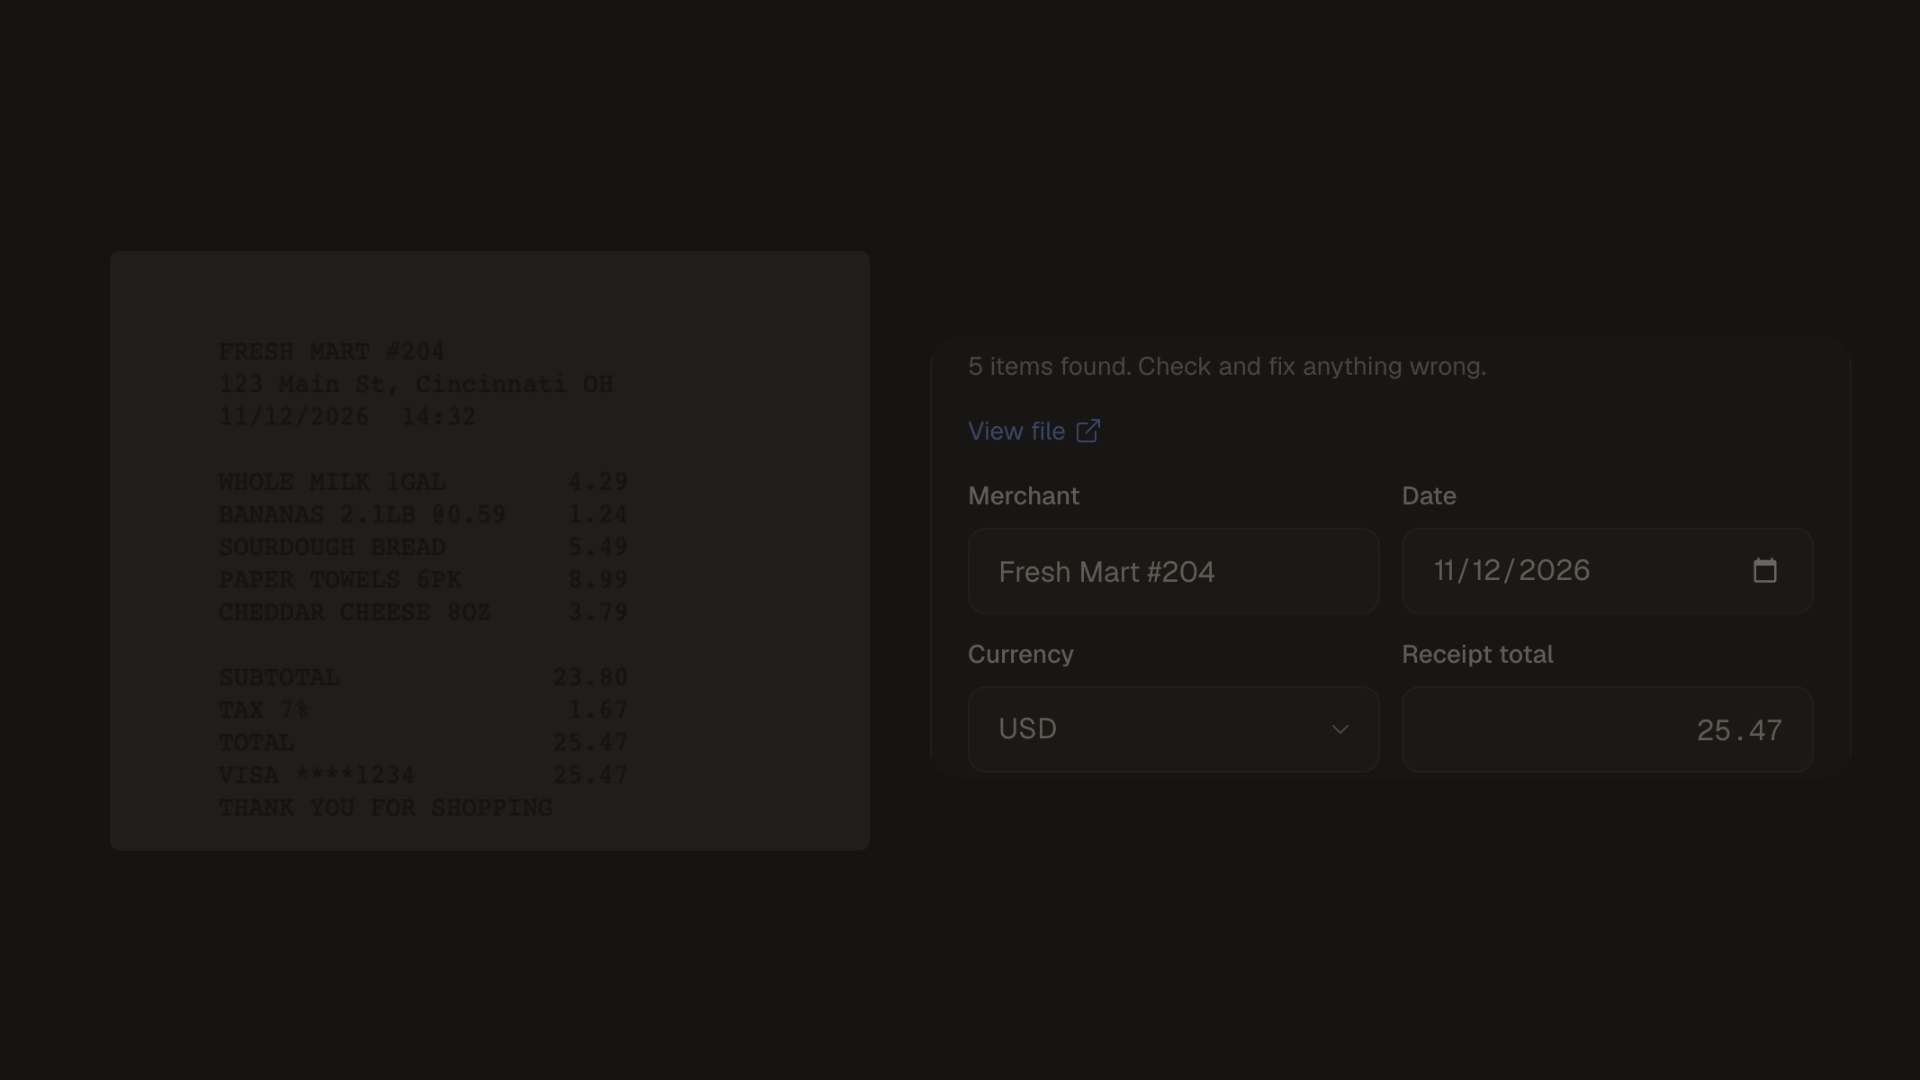 FRESH MART #204
123 Main St, Cincinnati OH
11/12/2026  14:32
WHOLE MILK 1GAL 4.29
BANANAS 2.1LB @0.59 1.24
SOURDOUGH BREAD 5.49
PAPER TOWELS 6PK 8.99
CHEDDAR CHEESE 8OZ 3.79
SUBTOTAL 23.80
TAX 7% 1.67
TOTAL 25.47
VISA ****1234 25.47
THANK YOU FOR SHOPPING
5 items found. Check and fix anything wrong.
View file
Merchant
Fresh Mart #204
Date
11/12/2026
Currency
USD
Receipt total
25.47